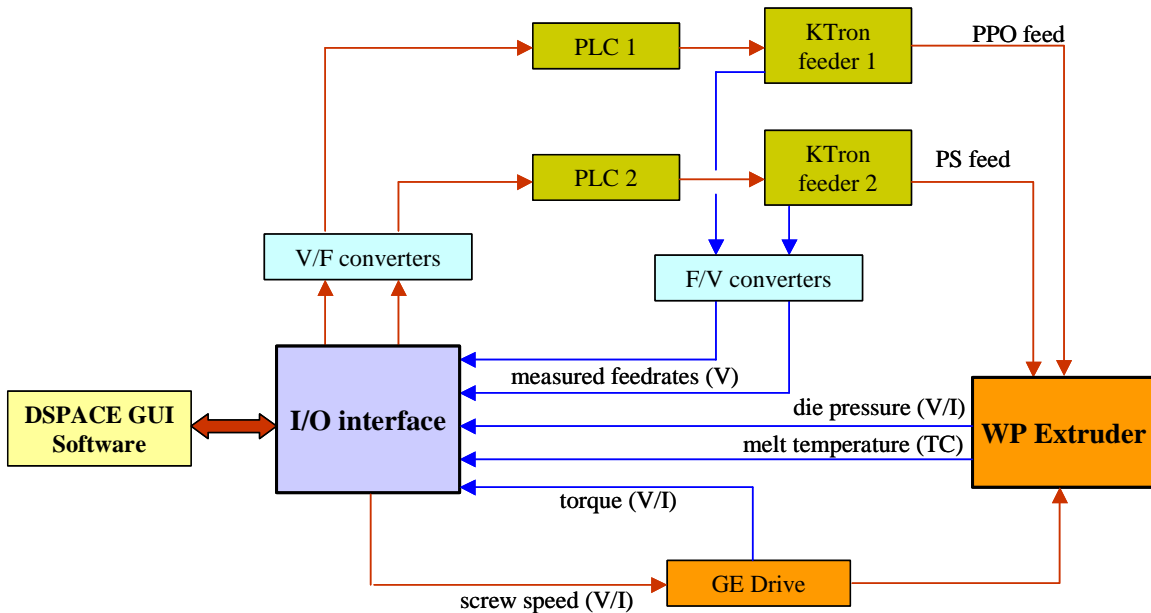 PLC 1
KTron
feeder 1
PPO feed
PLC 2
KTron
feeder 2
PS feed
V/F converters
F/V converters
measured feedrates (V)
DSPACE GUI
Software
I/O interface
die pressure (V/I)
WP Extruder
melt temperature (TC)
torque (V/I)
GE Drive
screw speed (V/I)